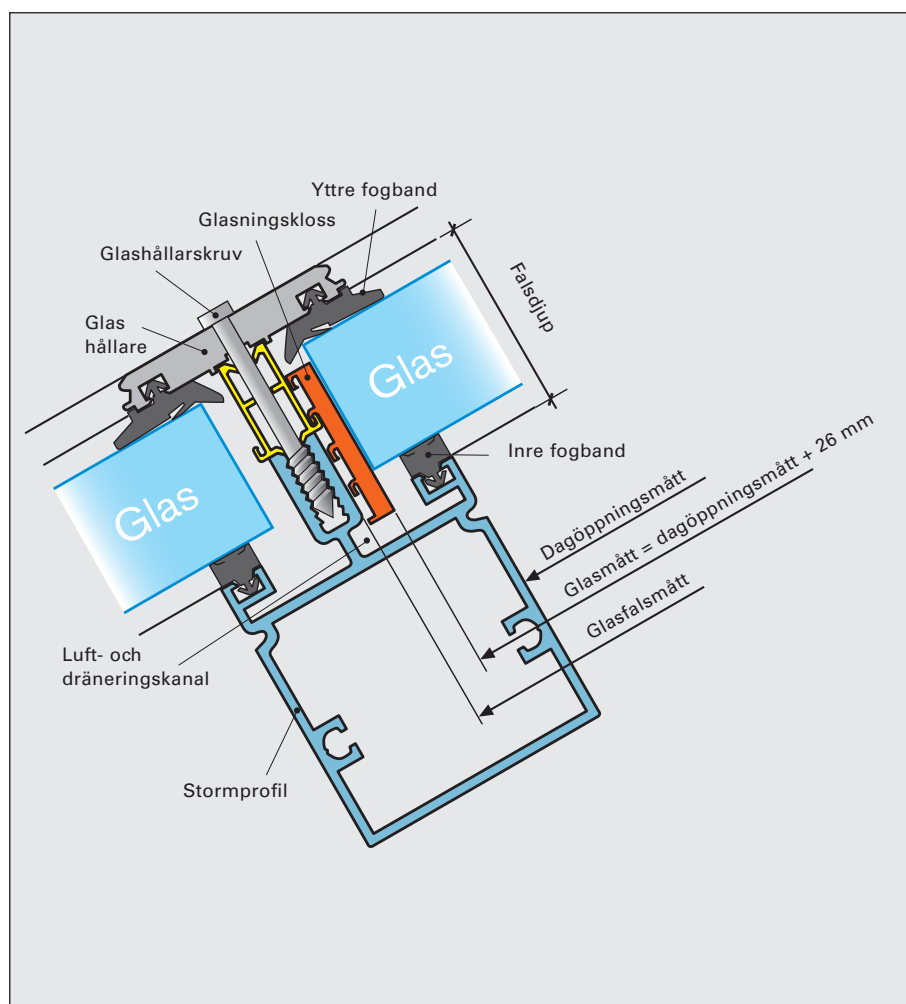 Yttre fogband
Glasningskloss
Glashållarskruv
Glas
hållare
Falsdjup
Glas
Glas
Inre fogband
Dagöppningsmått
Glasmått = dagöppningsmått + 26 mm
Glasfalsmått
Luft- och
dräneringskanal
Stormprofil